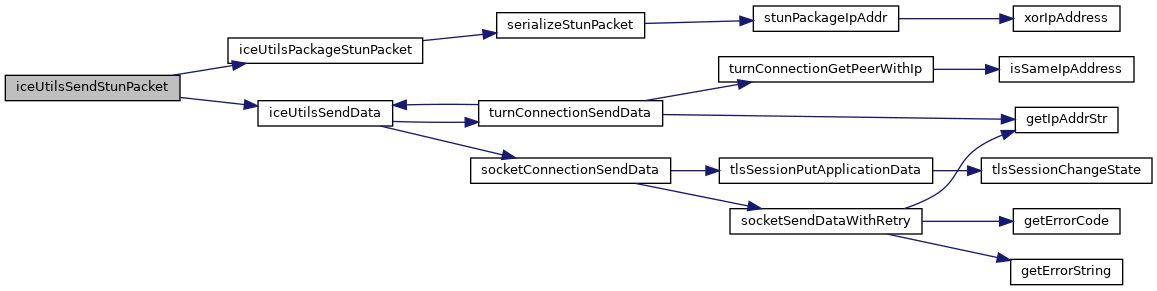 iceUtilsSendStunPacket
iceUtilsPackageStunPacket
serializeStunPacket
stunPackageIpAddr
xorIpAddress
iceUtilsSendData
turnConnectionSendData
turnConnectionGetPeerWithIp
isSameIpAddress
getIpAddrStr
socketConnectionSendData
tlsSessionPutApplicationData
tlsSessionChangeState
socketSendDataWithRetry
getErrorCode
getErrorString